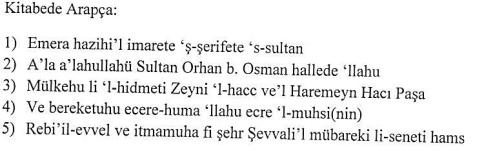 Kitabede Arapça:
1) Emera hazihi'l imarete 'ş-şerifete 's-sultan
2) A'la a'lahullahü Sultan Orhan b. Osman hallede 'llahu
3) Mülkehu li 'l-hidmeti Zeyni 'l-hacc ve'l Haremeyn Hacı Paşa
4) Ve bereketuhu ecere-huma 'llahu ecre 'l-muhsi(nin)
5) Rebi'il-evvel ve itmamuha fi şehr Şevvali'l mübareki li-seneti hams